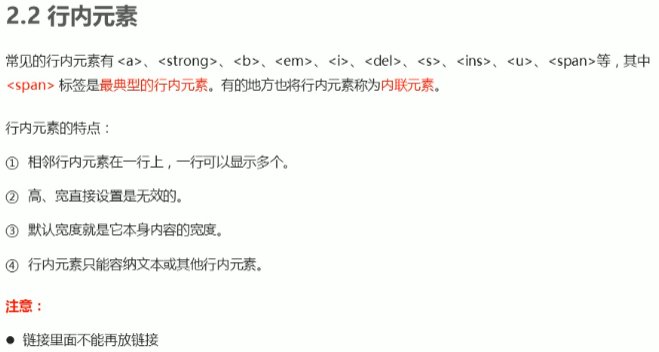 2.2 行内元素
常见的行内元素有 <a>、<strong>、<b>、<em>、<i>、<del>、<s>、<ins>、<u>、<span>等，其中
<span> 标签是最典型的行内元素。有的地方也将行内元素称为内联元素。
行内元素的特点：
① 相邻行内元素在一行上，一行可以显示多个。
② 高、宽直接设置是无效的。
③ 默认宽度就是它本身内容的宽度。
④ 行内元素只能容纳文本或其他行内元素。
注意：
● 链接里面不能再放链接